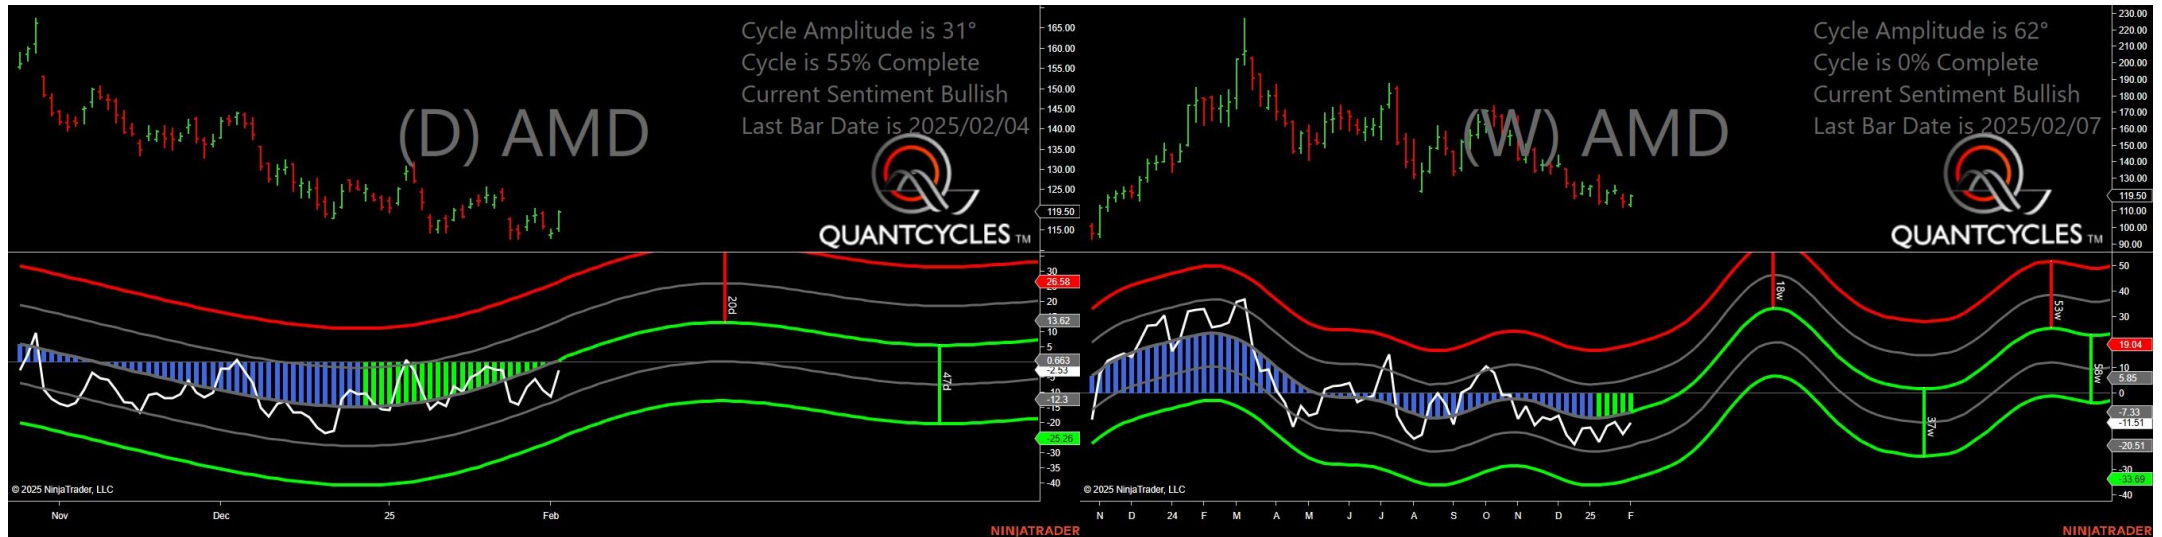 Cycle Amplitude is 31°
Cycle is 55% Complete
Current Sentiment Bullish
Last Bar Date is 2025/02/04
(D) AMD
QUANTCYCLES TM
165.00
160.00
155.00
150.00
145.00
140.00
135.00
130.00
125.00
119.50
115.00
30
26.58
20
13.62
10
5
0.663
-2.53
-12.3
-15
-20
-25.26
-30
-35
-40
20d
47d
© 2025 NinjaTrader, LLC
Nov
Dec
25
Feb
NINJATRADER
Cycle Amplitude is 62°
Cycle is 0% Complete
Current Sentiment Bullish
Last Bar Date is 2025/02/07
(W) AMD
QUANTCYCLES TM
230.00
220.00
210.00
200.00
190.00
180.00
170.00
160.00
150.00
140.00
130.00
119.50
110.00
100.00
90.00
50
40
30
19.04
10
5.85
0
-7.33
-11.51
-20.51
-30
-33.69
-40
18w
37w
53w
58w
© 2025 NinjaTrader, LLC
N
D
24
F
M
A
M
J
J
A
S
O
N
D
25
F
NINJATRADER